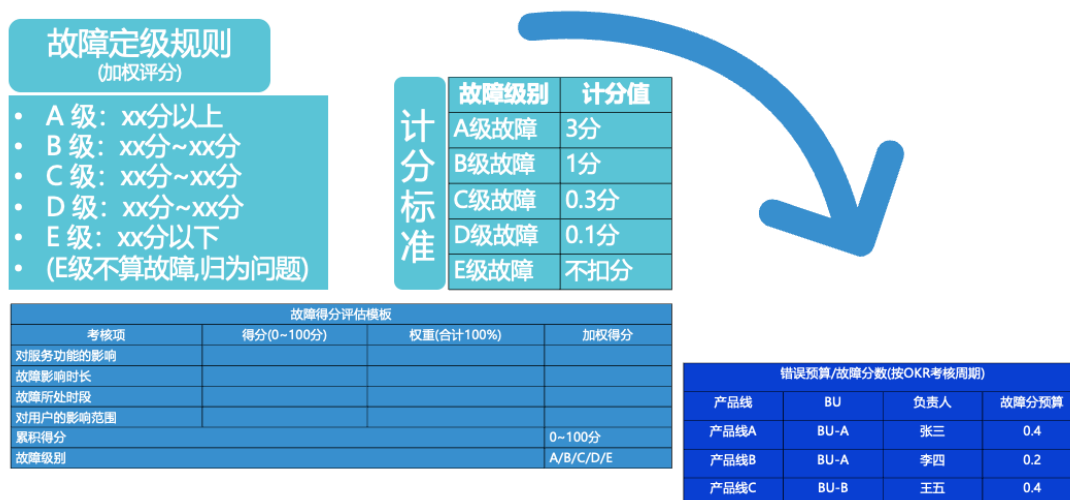 故障定级规则
(加权评分)
• A 级：xx分以上
• B 级：xx分~xx分
• C 级：xx分~xx分
• D 级：xx分~xx分
• E 级：xx分以下
• (E级不算故障,归为问题)
计分标准
故障级别 计分值
A级故障 3分
B级故障 1分
C级故障 0.3分
D级故障 0.1分
E级故障 不扣分
故障得分评估模板
考核项 得分(0~100分) 权重(合计100%) 加权得分
对服务功能的影响
故障影响时长
故障所处时段
对用户的影响范围
累积得分 0~100分
故障级别 A/B/C/D/E
错误预算/故障分数(按OKR考核周期)
产品线 BU 负责人 故障分预算
产品线A BU-A 张三 0.4
产品线B BU-A 李四 0.2
产品线C BU-B 王五 0.4